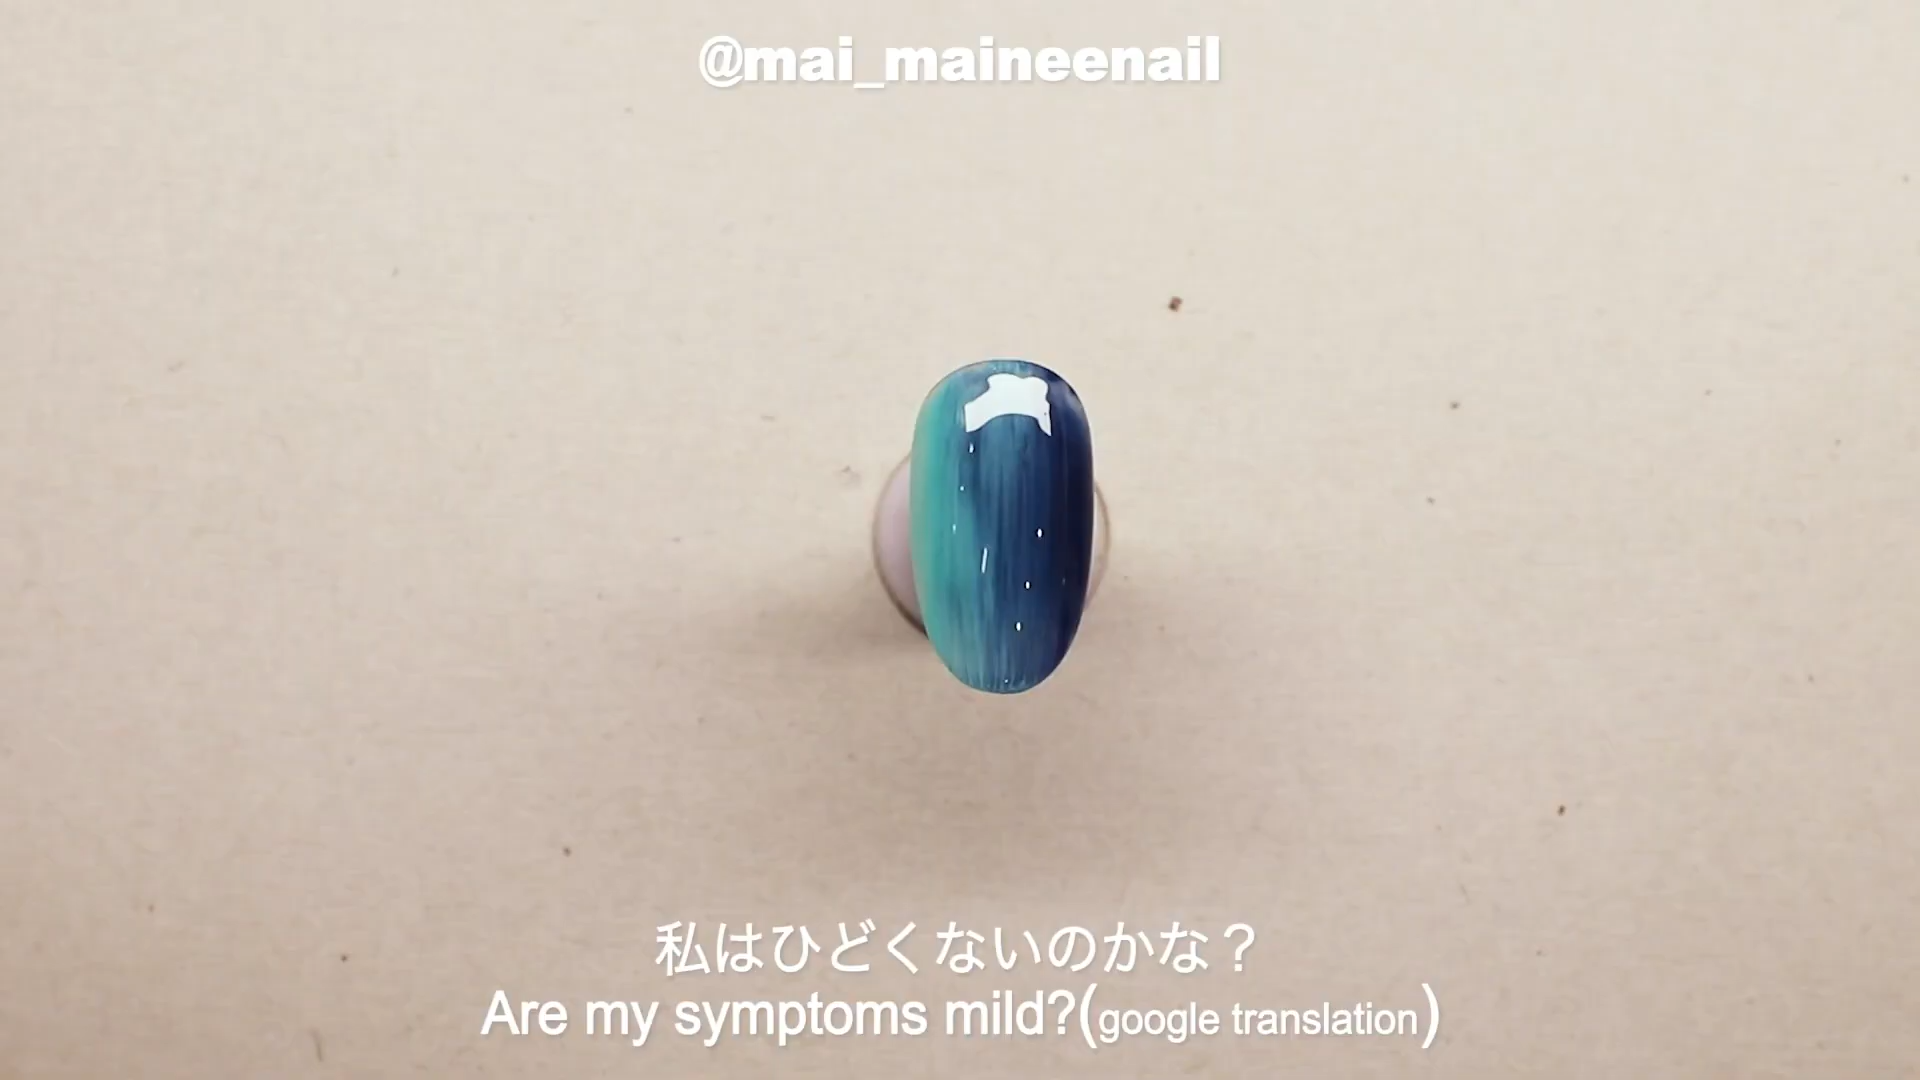 @mai_maineenail
私はひどくないのかな？
Are my symptoms mild?(google translation)